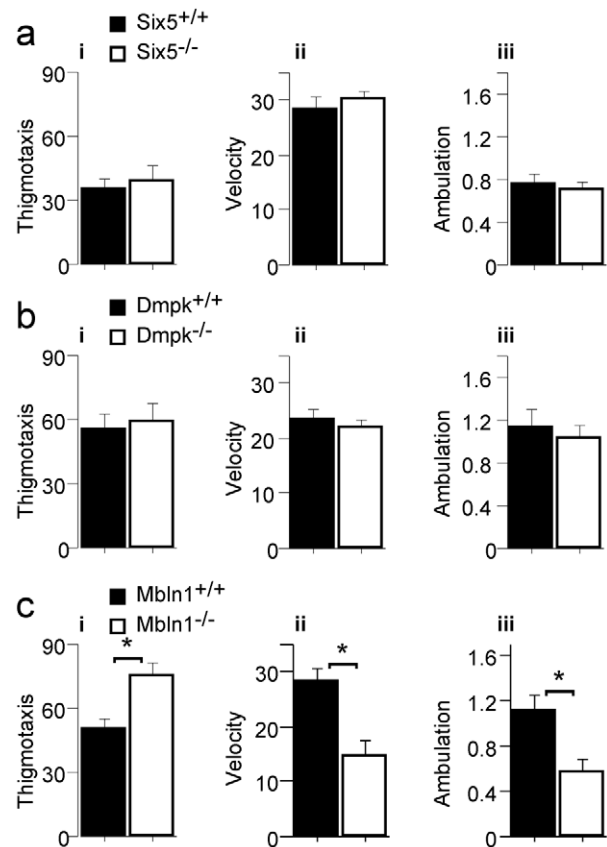 a
Six5+/+
Six5-/-
i
ii
iii
90
60
30
0
Thigmotaxis
30
20
10
0
Velocity
1.6
1.2
0.8
0.4
0
Ambulation
b
Dmpk+/+
Dmpk-/-
i
ii
iii
90
60
30
0
Thigmotaxis
30
20
10
0
Velocity
1.6
1.2
0.8
0.4
0
Ambulation
c
Mbln1+/+
Mbln1-/-
i
ii
iii
90
60
30
0
Thigmotaxis
*
30
20
10
0
Velocity
*
1.6
1.2
0.8
0.4
0
Ambulation
*